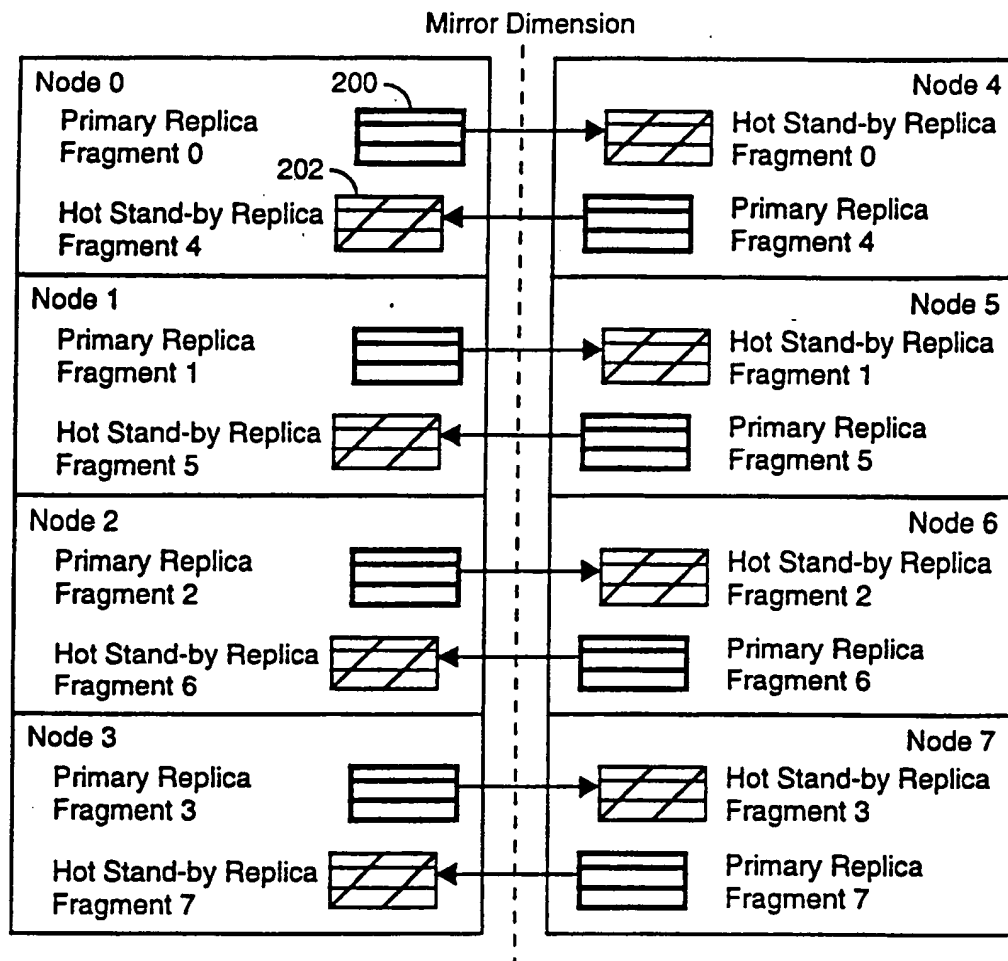 Mirror Dimension
Node 0
200
Primary Replica
Fragment 0
202
Hot Stand-by Replica
Fragment 4
Node 4
Hot Stand-by Replica
Fragment 0
Primary Replica
Fragment 4
Node 1
Primary Replica
Fragment 1
Hot Stand-by Replica
Fragment 5
Node 5
Hot Stand-by Replica
Fragment 1
Primary Replica
Fragment 5
Node 2
Primary Replica
Fragment 2
Hot Stand-by Replica
Fragment 6
Node 6
Hot Stand-by Replica
Fragment 2
Primary Replica
Fragment 6
Node 3
Primary Replica
Fragment 3
Hot Stand-by Replica
Fragment 7
Node 7
Hot Stand-by Replica
Fragment 3
Primary Replica
Fragment 7